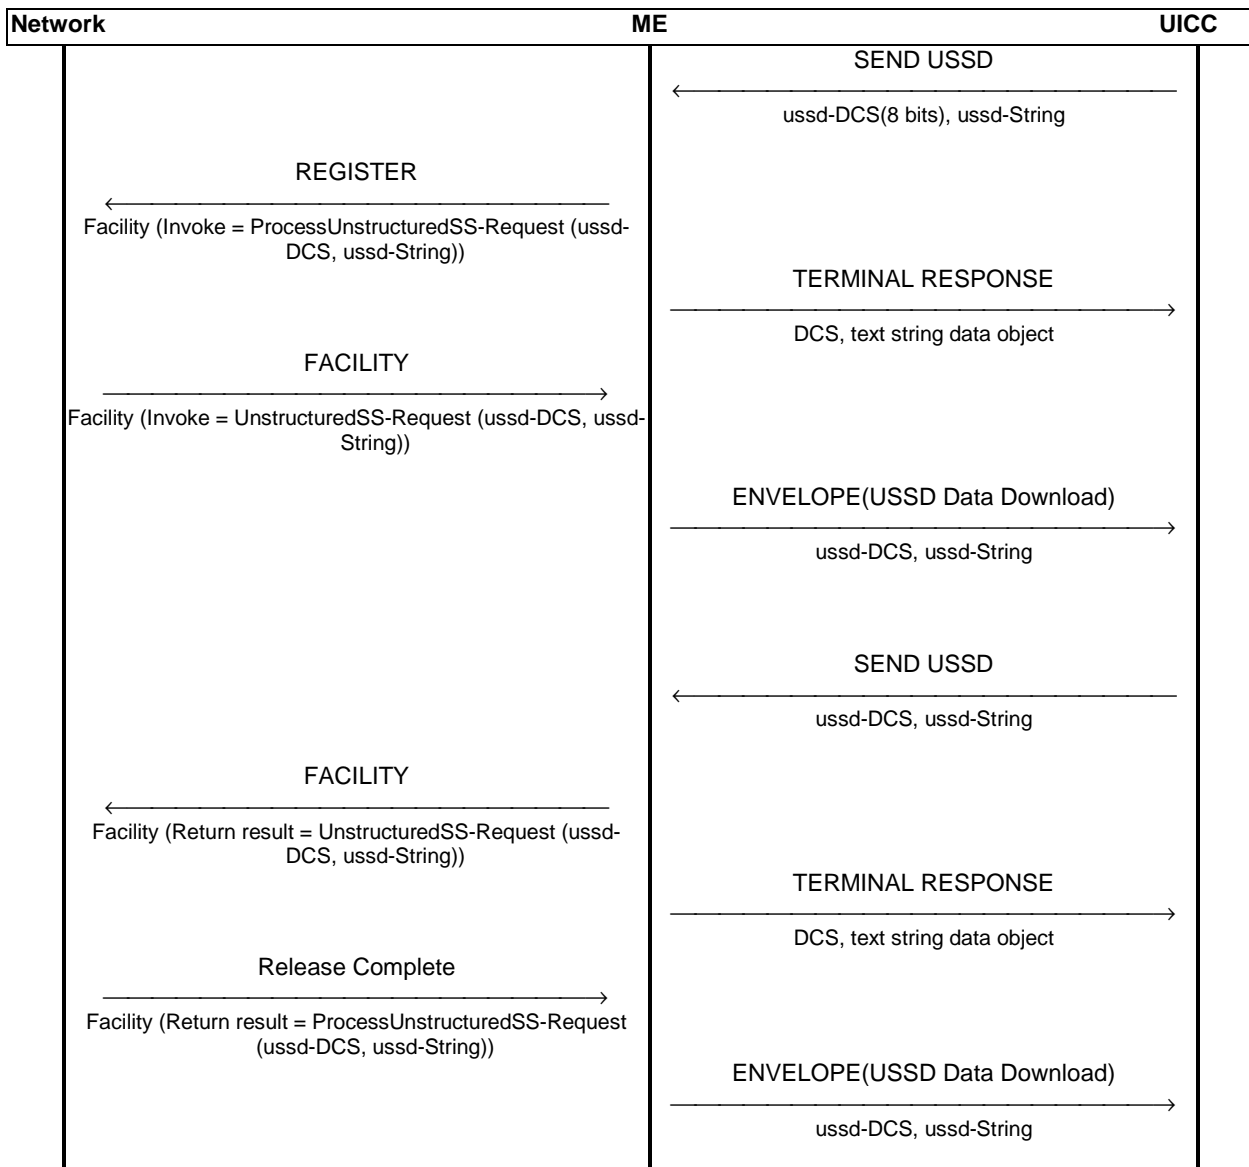 Network ME UICC
SEND USSD
ussd-DCS(8 bits), ussd-String
REGISTER
Facility (Invoke = ProcessUnstructuredSS-Request (ussd-
DCS, ussd-String))
TERMINAL RESPONSE
DCS, text string data object
FACILITY
Facility (Invoke = UnstructuredSS-Request (ussd-DCS, ussd-
String))
ENVELOPE(USSD Data Download)
ussd-DCS, ussd-String
SEND USSD
ussd-DCS, ussd-String
FACILITY
Facility (Return result = UnstructuredSS-Request (ussd-
DCS, ussd-String))
TERMINAL RESPONSE
DCS, text string data object
Release Complete
Facility (Return result = ProcessUnstructuredSS-Request
(ussd-DCS, ussd-String))
ENVELOPE(USSD Data Download)
ussd-DCS, ussd-String